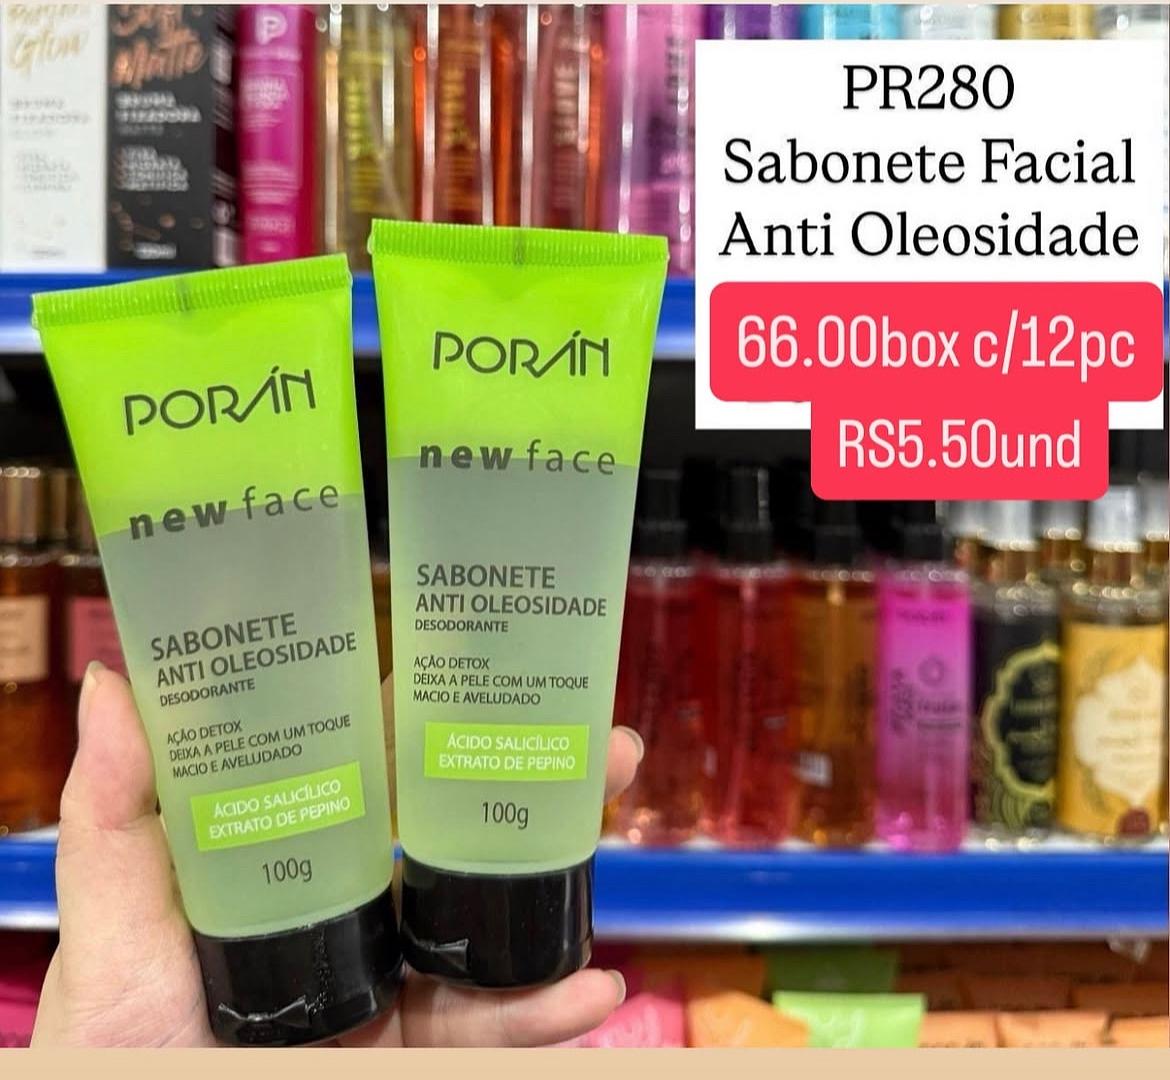 PR280
Sabonete Facial
Anti Oleosidade
66.00box c/12pc
RS5.50und
PORÁN
new face
SABONETE
ANTI OLEOSIDADE
DESODORANTE
AÇÃO DETOX
DEIXA A PELE COM UM TOQUE
MACIO E AVELUDADO
ÁCIDO SALICÍLICO
EXTRATO DE PEPINO
100g
PORÁN
new face
SABONETE
ANTI OLEOSIDADE
DESODORANTE
AÇÃO DETOX
DEIXA A PELE COM UM TOQUE
MACIO E AVELUDADO
ÁCIDO SALICÍLICO
EXTRATO DE PEPINO
100g
Glow
Matte